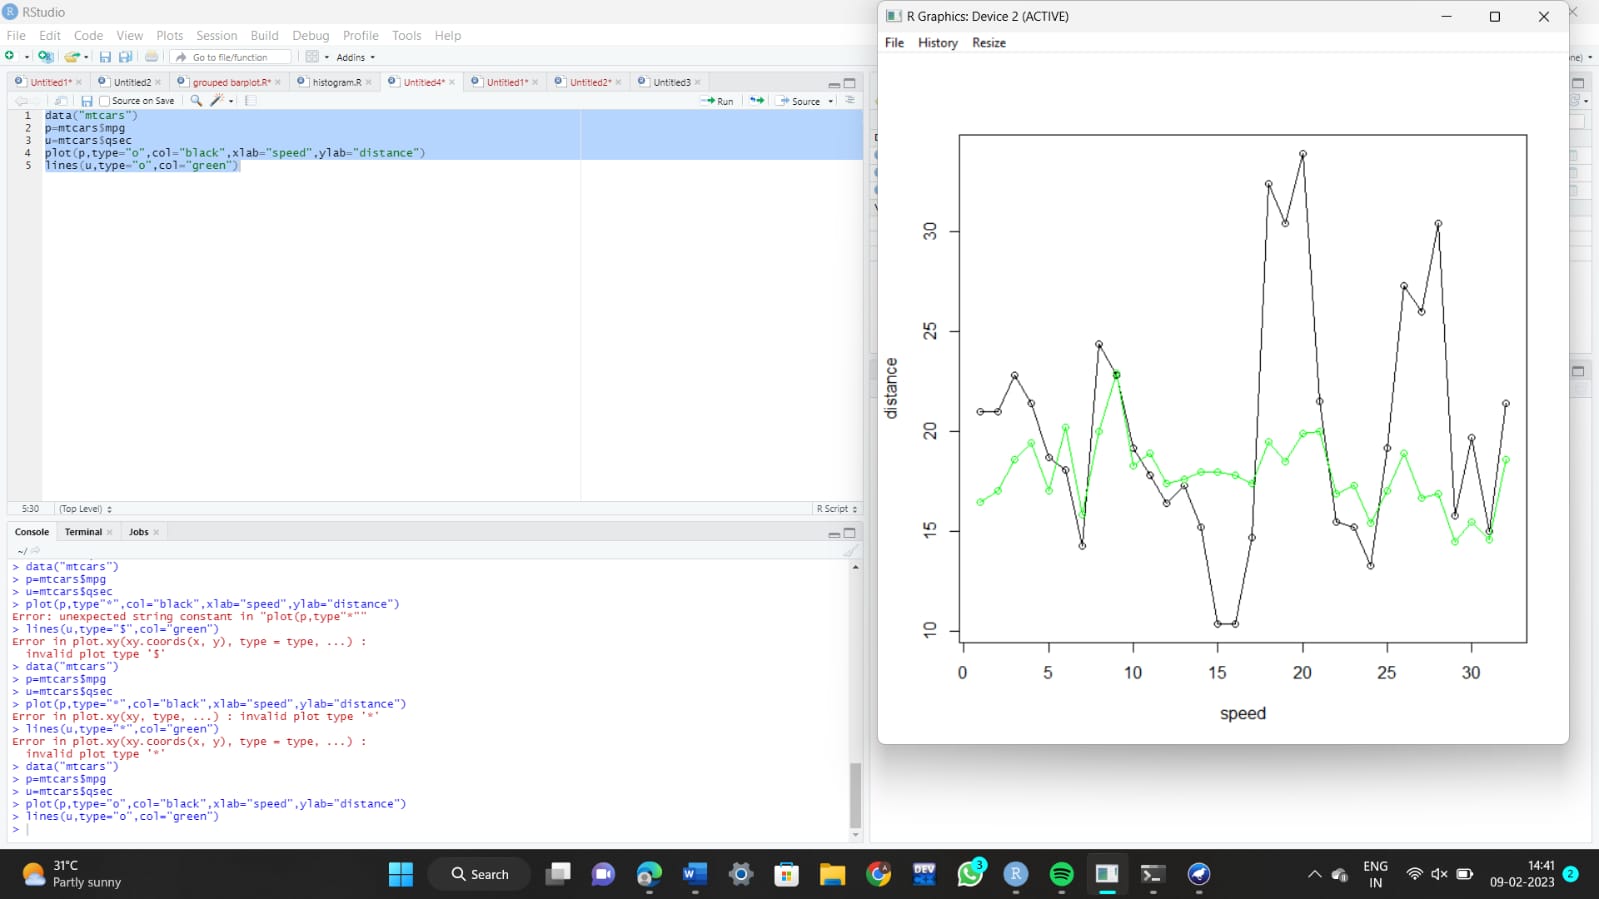 RStudio
File Edit Code View Plots Session Build Debug Profile Tools Help
Go to file/function Addins
Untitled1* Untitled2 grouped barplot.R* histogram.R Untitled4* Untitled1* Untitled2* Untitled3
Source on Save Run Source
1 data("mtcars")
2 p=mtcars$mpg
3 u=mtcars$qsec
4 plot(p,type="o",col="black",xlab="speed",ylab="distance")
5 lines(u,type="o",col="green")
5:30 (Top Level) R Script
Console Terminal Jobs
~/
> data("mtcars")
> p=mtcars$mpg
> u=mtcars$qsec
> plot(p,type"*",col="black",xlab="speed",ylab="distance")
Error: unexpected string constant in "plot(p,type"*""
> lines(u,type="$",col="green")
Error in plot.xy(xy.coords(x, y), type = type, ...) :
invalid plot type '$'
> data("mtcars")
> p=mtcars$mpg
> u=mtcars$qsec
> plot(p,type="*",col="black",xlab="speed",ylab="distance")
Error in plot.xy(xy, type, ...) : invalid plot type '*'
> lines(u,type="*",col="green")
Error in plot.xy(xy.coords(x, y), type = type, ...) :
invalid plot type '*'
> data("mtcars")
> p=mtcars$mpg
> u=mtcars$qsec
> plot(p,type="o",col="black",xlab="speed",ylab="distance")
> lines(u,type="o",col="green")
>
R Graphics: Device 2 (ACTIVE)
File History Resize
distance
30
25
20
15
10
0 5 10 15 20 25 30
speed
31°C
Partly sunny
Search
DEV
3
ENG
IN
14:41
09-02-2023
2